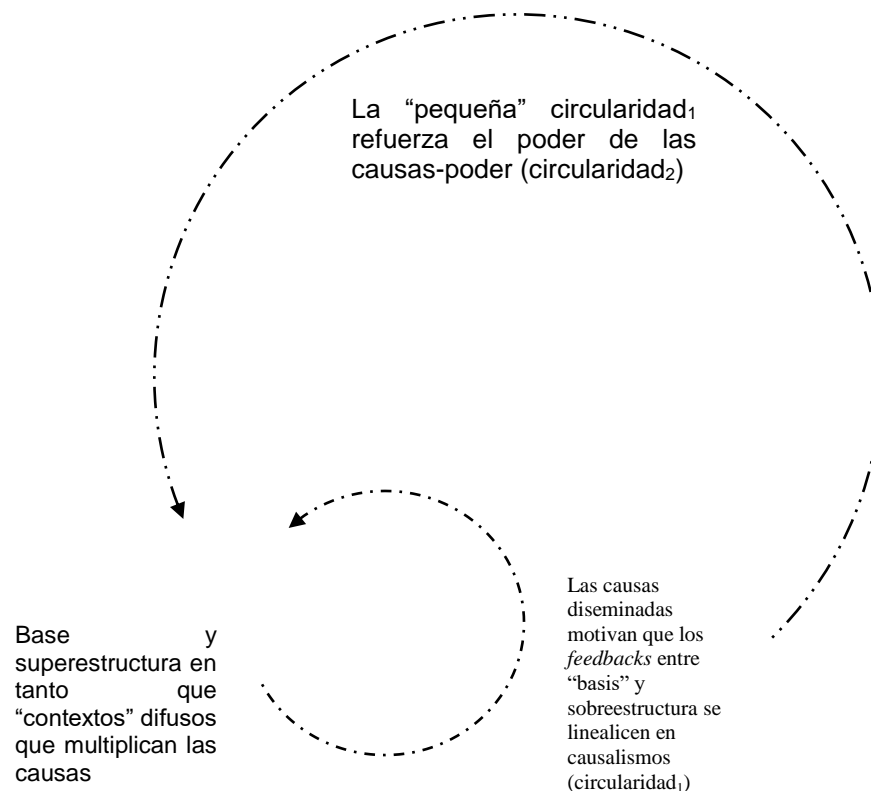 La “pequeña” circularidad₁
refuerza el poder de las
causas-poder (circularidad₂)
Base y
superestructura en
tanto que
“contextos” difusos
que multiplican las
causas
Las causas
diseminadas
motivan que los
feedbacks entre
“basis” y
sobreestructura se
linealicen en
causalismos
(circularidad₁)